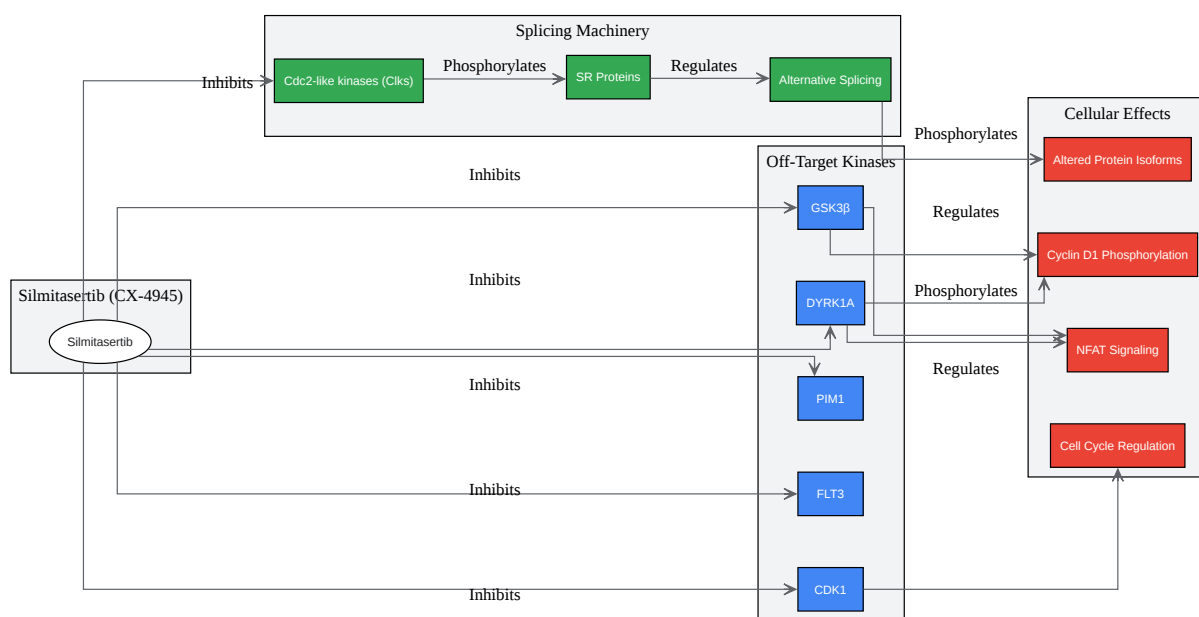 Splicing Machinery
Inhibits
Cdc2-like kinases (Clks)
Phosphorylates
SR Proteins
Regulates
Alternative Splicing
Cellular Effects
Phosphorylates
Altered Protein Isoforms
Off-Target Kinases
Inhibits
GSK3β
Regulates
Cyclin D1 Phosphorylation
Inhibits
Silmitasertib (CX-4945)
Silmitasertib
DYRK1A
Phosphorylates
NFAT Signaling
Inhibits
Regulates
PIM1
Cell Cycle Regulation
Inhibits
FLT3
Inhibits
CDK1